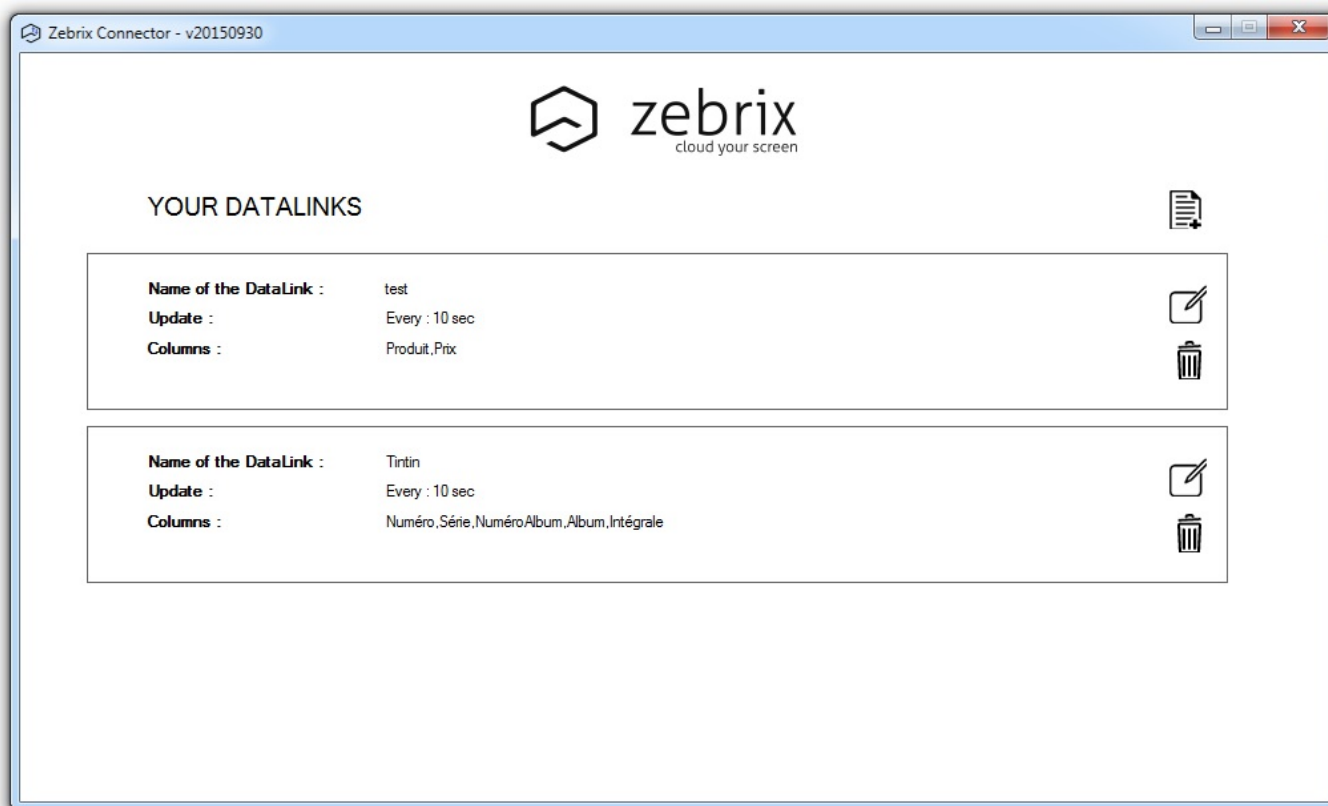 Zebrix Connector - v20150930
zebrix
cloud your screen
YOUR DATALINKS
Name of the DataLink : test
Update : Every : 10 sec
Columns : Produit,Prix
Name of the DataLink : Tintin
Update : Every : 10 sec
Columns : Numéro,Série,NuméroAlbum,Album,Intégrale